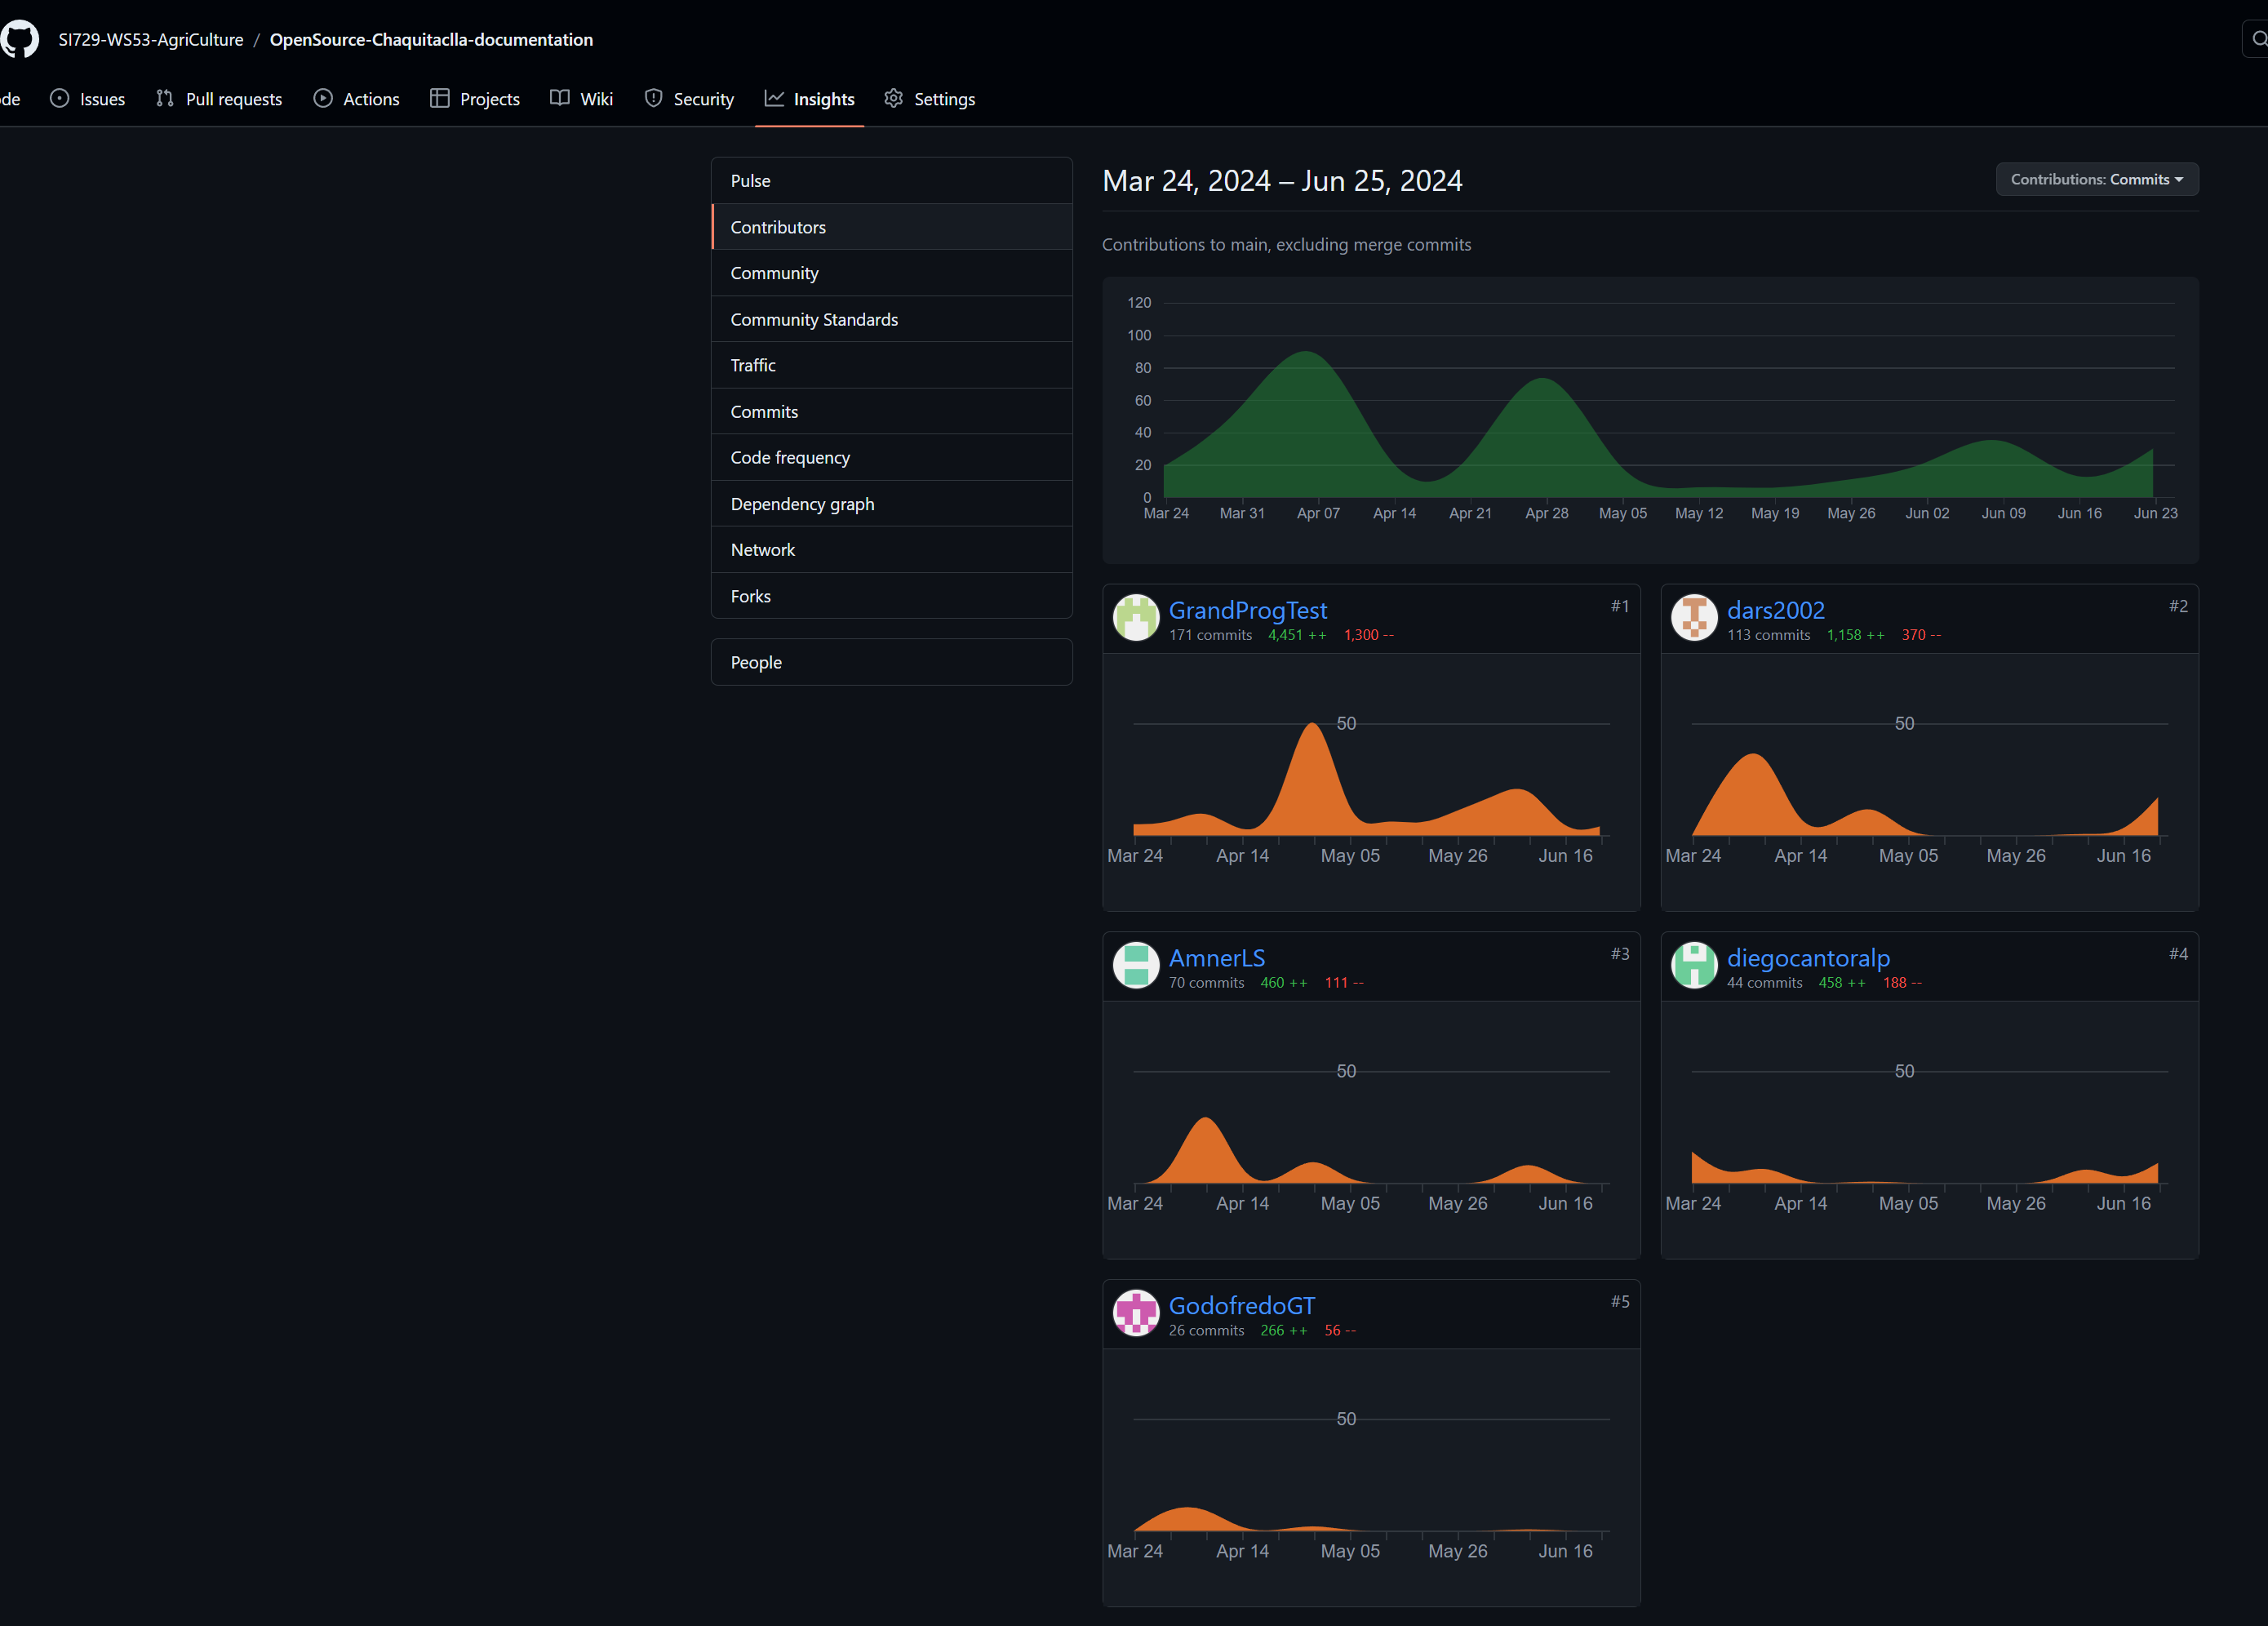 SI729-WS53-AgriCulture / OpenSource-Chaquitaclla-documentation
de Issues Pull requests Actions Projects Wiki Security Insights Settings
Pulse
Contributors
Community
Community Standards
Traffic
Commits
Code frequency
Dependency graph
Network
Forks
People
Mar 24, 2024 – Jun 25, 2024
Contributions: Commits
Contributions to main, excluding merge commits
120
100
80
60
40
20
0
Mar 24 Mar 31 Apr 07 Apr 14 Apr 21 Apr 28 May 05 May 12 May 19 May 26 Jun 02 Jun 09 Jun 16 Jun 23
GrandProgTest #1
171 commits 4,451 ++ 1,300 --
50
Mar 24 Apr 14 May 05 May 26 Jun 16
dars2002 #2
113 commits 1,158 ++ 370 --
50
Mar 24 Apr 14 May 05 May 26 Jun 16
AmnerLS #3
70 commits 460 ++ 111 --
50
Mar 24 Apr 14 May 05 May 26 Jun 16
diegocantoralp #4
44 commits 458 ++ 188 --
50
Mar 24 Apr 14 May 05 May 26 Jun 16
GodofredoGT #5
26 commits 266 ++ 56 --
50
Mar 24 Apr 14 May 05 May 26 Jun 16